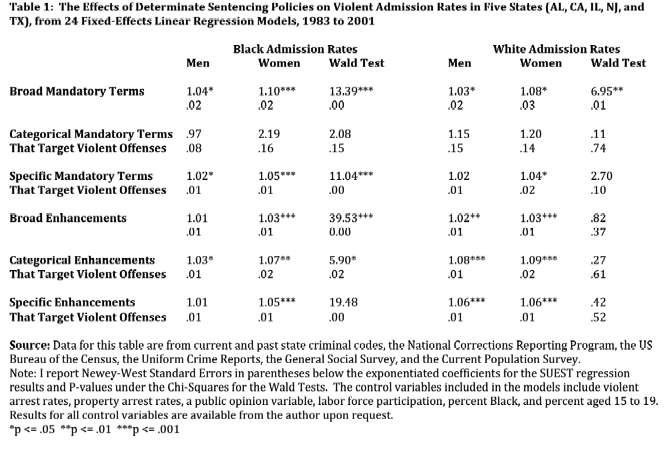 Table 1: The Effects of Determinate Sentencing Policies on Violent Admission Rates in Five States (AL, CA, IL, NJ, and
TX), from 24 Fixed-Effects Linear Regression Models, 1983 to 2001
Black Admission Rates White Admission Rates
Men Women Wald Test Men Women Wald Test
Broad Mandatory Terms 1.04* 1.10*** 13.39*** 1.03* 1.08* 6.95**
.02 .02 .00 .02 .03 .01
Categorical Mandatory Terms .97 2.19 2.08 1.15 1.20 .11
That Target Violent Offenses .08 .16 .15 .15 .14 .74
Specific Mandatory Terms 1.02* 1.05*** 11.04*** 1.02 1.04* 2.70
That Target Violent Offenses .01 .01 .00 .01 .02 .10
Broad Enhancements 1.01 1.03*** 39.53*** 1.02** 1.03*** .82
.01 .01 0.00 .01 .01 .37
Categorical Enhancements 1.03* 1.07** 5.90* 1.08*** 1.09*** .27
That Target Violent Offenses .01 .02 .02 .01 .02 .61
Specific Enhancements 1.01 1.05*** 19.48 1.06*** 1.06*** .42
That Target Violent Offenses .01 .01 .00 .01 .01 .52
Source: Data for this table are from current and past state criminal codes, the National Corrections Reporting Program, the US
Bureau of the Census, the Uniform Crime Reports, the General Social Survey, and the Current Population Survey.
Note: I report Newey-West Standard Errors in parentheses below the exponentiated coefficients for the SUEST regression
results and P-values under the Chi-Squares for the Wald Tests. The control variables included in the models include violent
arrest rates, property arrest rates, a public opinion variable, labor force participation, percent Black, and percent aged 15 to 19.
Results for all control variables are available from the author upon request.
*p <= .05 **p <= .01 ***p <= .001